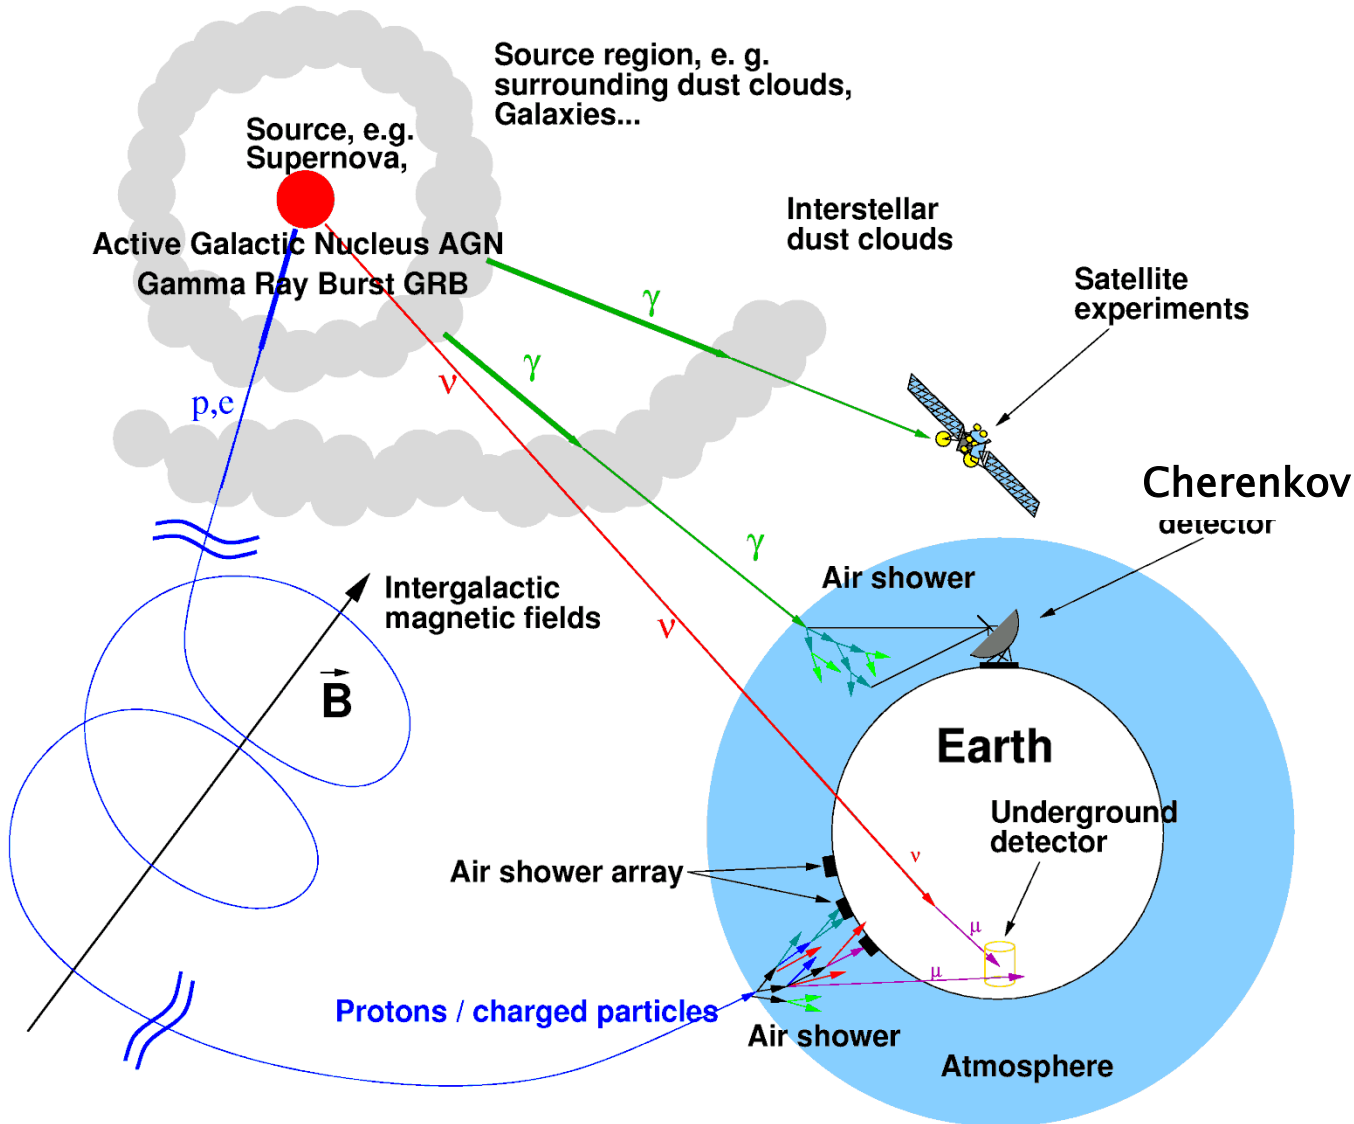 Source region, e. g.
surrounding dust clouds,
Galaxies...
Source, e.g.
Supernova,
Active Galactic Nucleus AGN
Gamma Ray Burst GRB
Interstellar
dust clouds
Satellite
experiments
γ
γ
ν
p,e
Cherenkov
detector
γ
Air shower
Intergalactic
magnetic fields
ν
B
Earth
Underground
detector
Air shower array
ν
μ
μ
Protons / charged particles
Air shower
Atmosphere